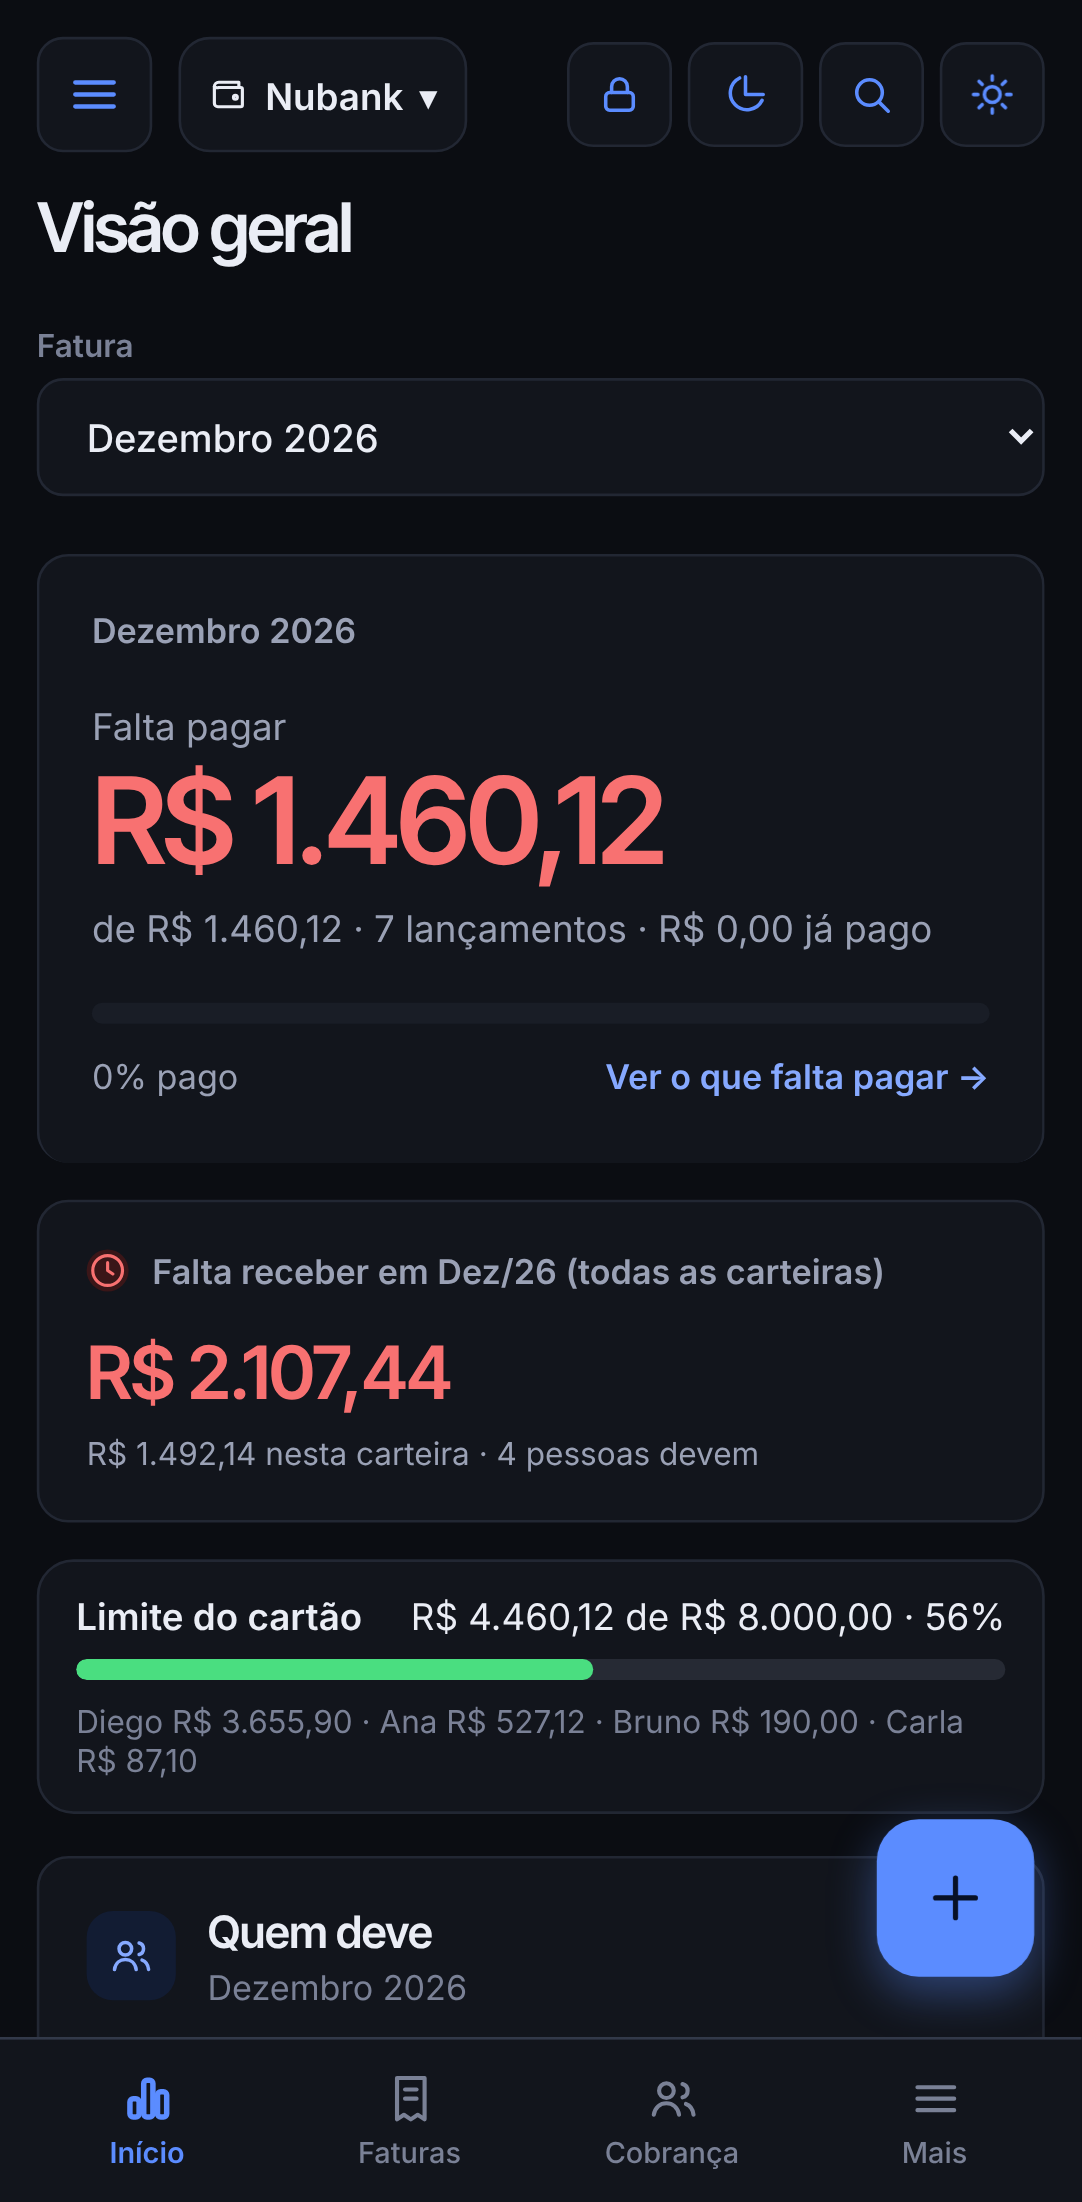 Nubank ▾
Visão geral
Fatura
Dezembro 2026
Dezembro 2026
Falta pagar
R$ 1.460,12
de R$ 1.460,12 · 7 lançamentos · R$ 0,00 já pago
0% pago
Ver o que falta pagar →
Falta receber em Dez/26 (todas as carteiras)
R$ 2.107,44
R$ 1.492,14 nesta carteira · 4 pessoas devem
Limite do cartão R$ 4.460,12 de R$ 8.000,00 · 56%
Diego R$ 3.655,90 · Ana R$ 527,12 · Bruno R$ 190,00 · Carla
R$ 87,10
Quem deve
Dezembro 2026
Início
Faturas
Cobrança
Mais